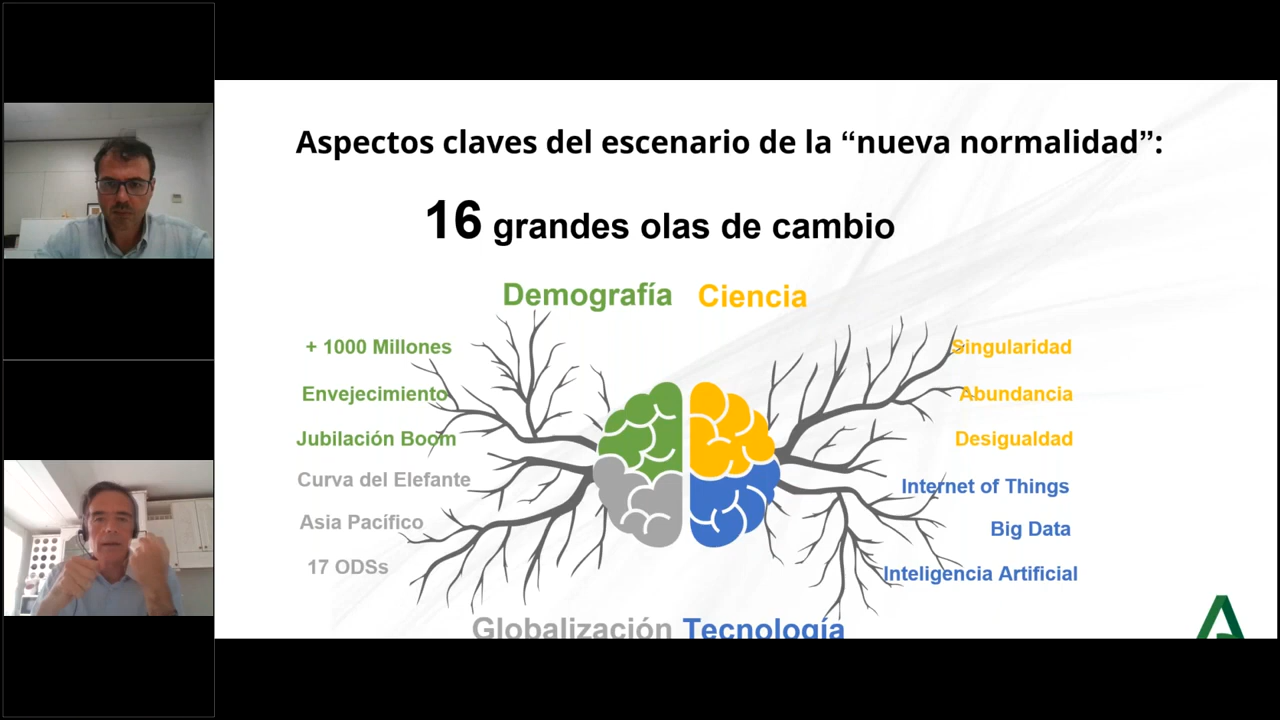 Aspectos claves del escenario de la “nueva normalidad”:
16 grandes olas de cambio
Demografía Ciencia
+ 1000 Millones
Envejecimiento
Jubilación Boom
Curva del Elefante
Asia Pacífico
17 ODSs
Singularidad
Abundancia
Desigualdad
Internet of Things
Big Data
Inteligencia Artificial
Globalización Tecnología